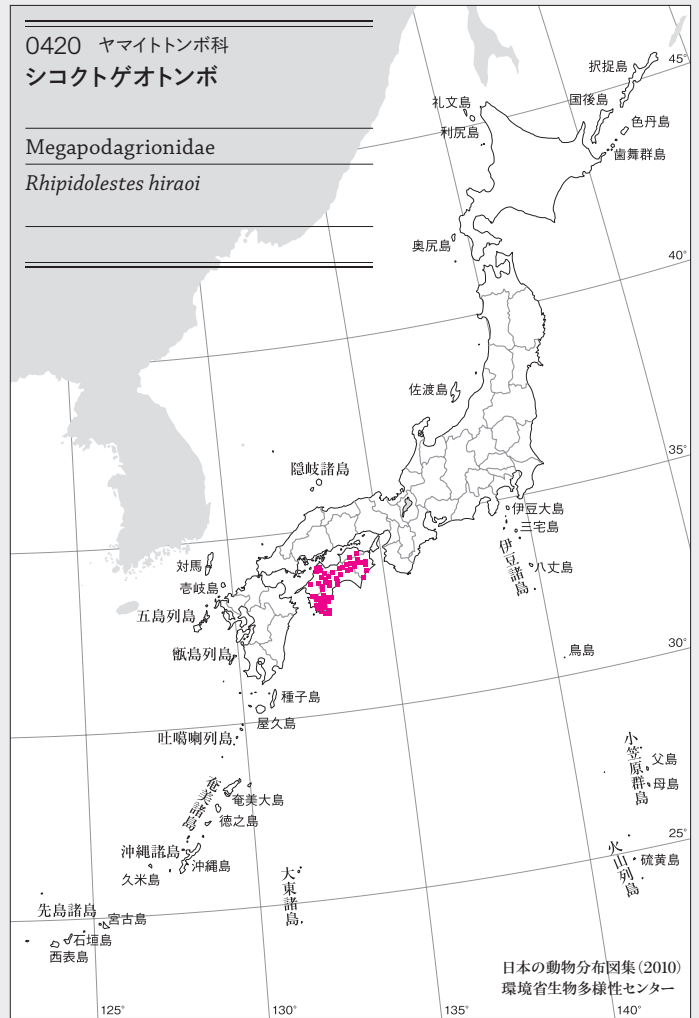 0420 ヤマイトトンボ科
シコクトゲオトンボ
Megapodagrionidae
Rhipidolestes hiraoi
択捉島
45°
国後島
礼文島
色丹島
利尻島
歯舞群島
奥尻島
40°
佐渡島
35°
隠岐諸島
伊豆大島
三宅島
伊豆諸島
八丈島
対馬
壱岐島
五島列島
甑島列島
鳥島
30°
種子島
屋久島
吐噶喇列島
小笠原群島
父島
母島
奄美諸島
奄美大島
徳之島
25°
沖縄諸島
沖縄島
久米島
大東諸島
火山列島
硫黄島
先島諸島
宮古島
石垣島
西表島
日本の動物分布図集(2010)
環境省生物多様性センター
125°
130°
135°
140°